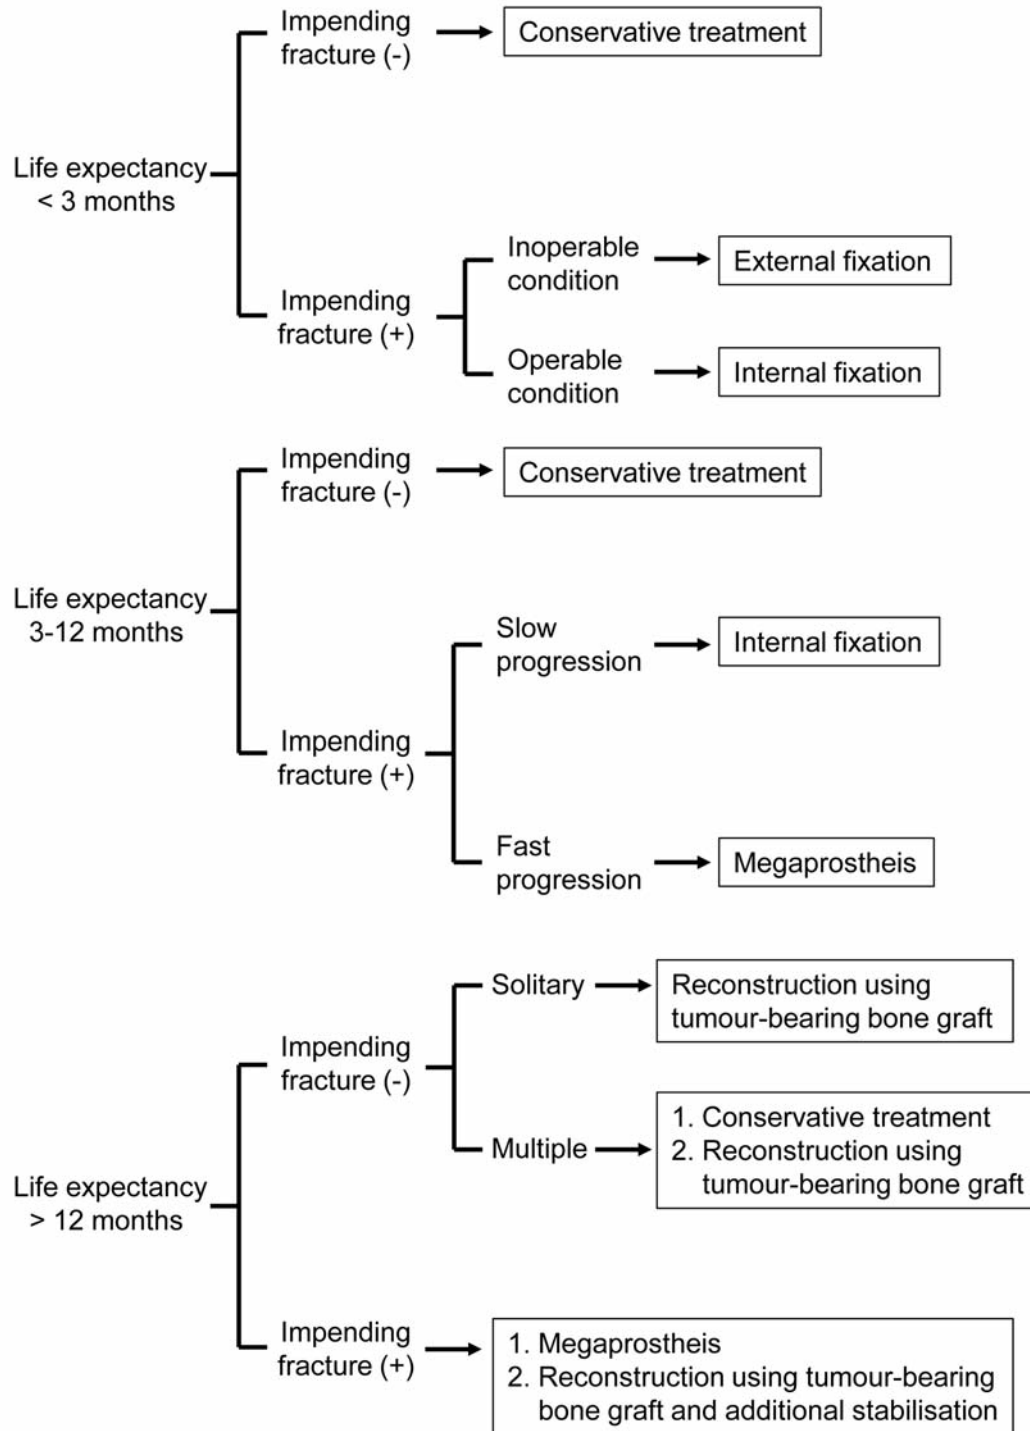 Impending
fracture (-)
Conservative treatment
Life expectancy
< 3 months
Inoperable
condition
External fixation
Impending
fracture (+)
Operable
condition
Internal fixation
Impending
fracture (-)
Conservative treatment
Life expectancy
3-12 months
Slow
progression
Internal fixation
Impending
fracture (+)
Fast
progression
Megaprostheis
Solitary
Reconstruction using
tumour-bearing bone graft
Impending
fracture (-)
Multiple
1. Conservative treatment
2. Reconstruction using
tumour-bearing bone graft
Life expectancy
> 12 months
Impending
fracture (+)
1. Megaprostheis
2. Reconstruction using tumour-bearing
bone graft and additional stabilisation